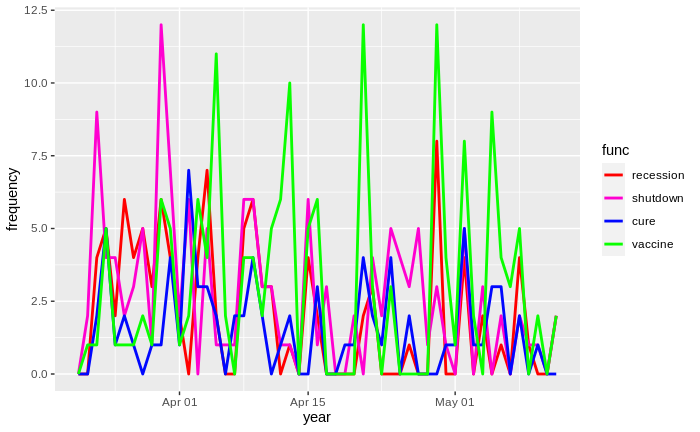 12.5
10.0
7.5
5.0
2.5
0.0
frequency
Apr 01
Apr 15
May 01
year
func
recession
shutdown
cure
vaccine